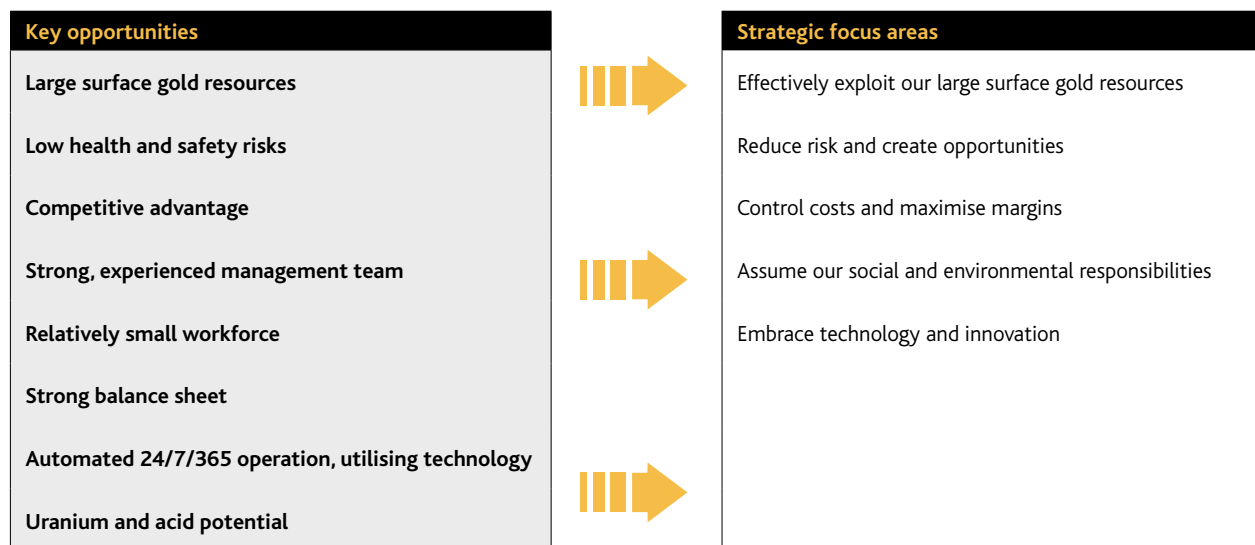 Key opportunities
Large surface gold resources
Low health and safety risks
Competitive advantage
Strong, experienced management team
Relatively small workforce
Strong balance sheet
Automated 24/7/365 operation, utilising technology
Uranium and acid potential
Strategic focus areas
Effectively exploit our large surface gold resources
Reduce risk and create opportunities
Control costs and maximise margins
Assume our social and environmental responsibilities
Embrace technology and innovation